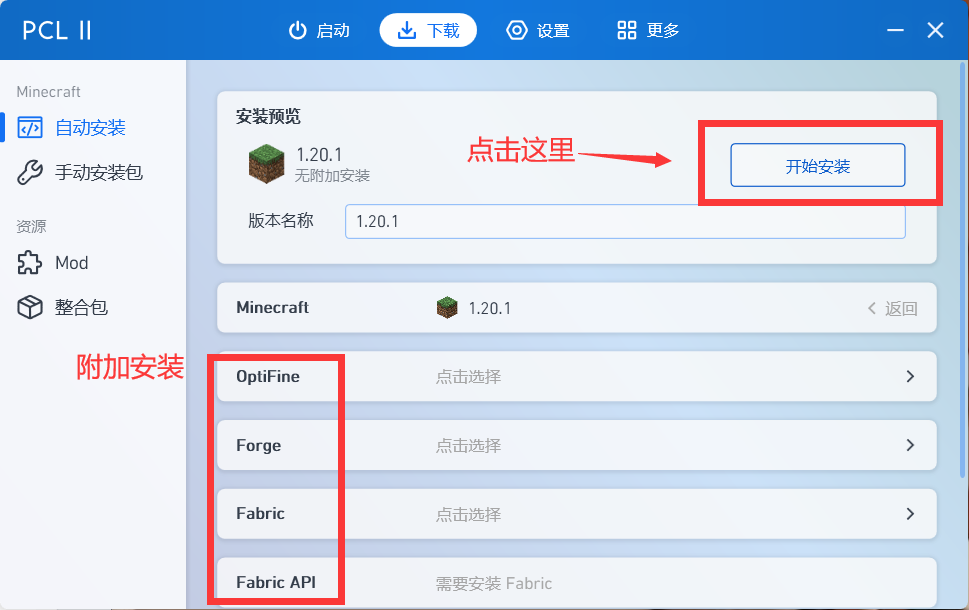 PCL II
启动
下载
设置
更多
Minecraft
自动安装
手动安装包
资源
Mod
整合包
安装预览
1.20.1
无附加安装
点击这里
开始安装
版本名称
1.20.1
Minecraft
1.20.1
返回
附加安装
OptiFine
点击选择
Forge
点击选择
Fabric
点击选择
Fabric API
需要安装 Fabric